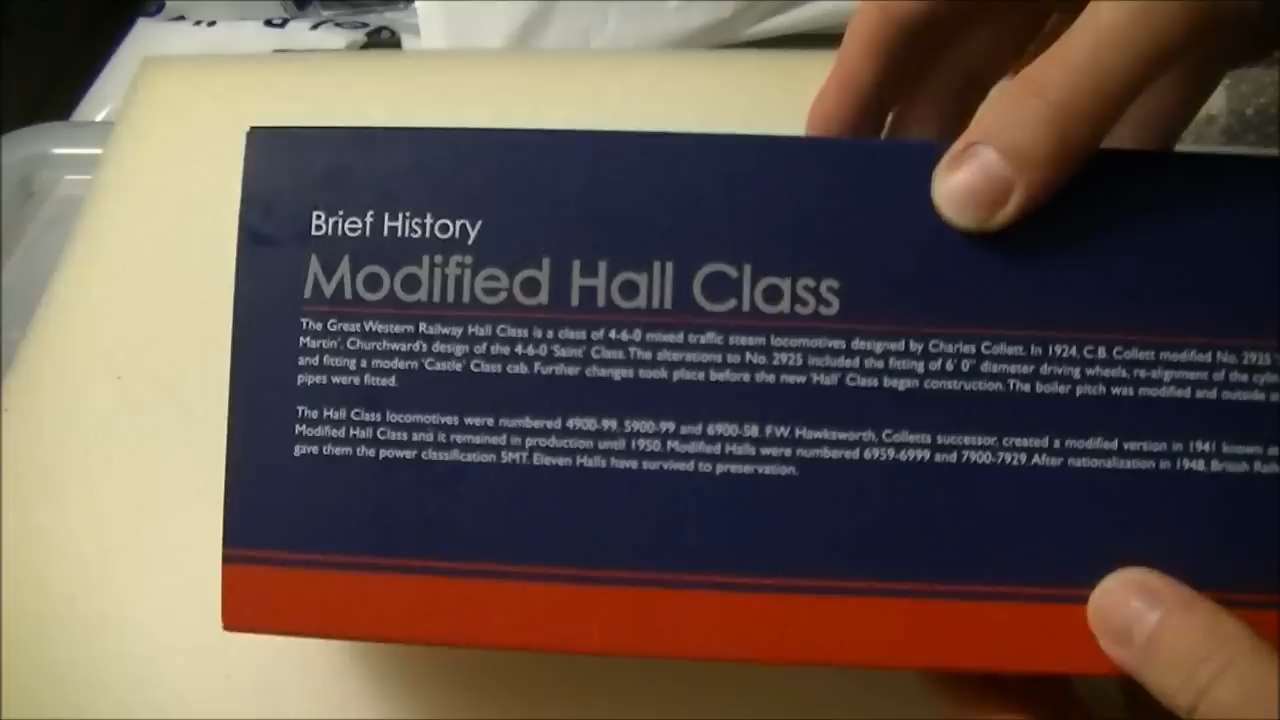 Brief History
Modified Hall Class
The Great Western Railway Hall Class is a class of 4-6-0 mixed traffic steam locomotives designed by Charles Collett. In 1924, C.B. Collett modified No. 2925
Martin'. Churchward's design of the 4-6-0 'Saint' Class. The alterations to No. 2925 included the fitting of 6' 0" diameter driving wheels, re-alignment of the
and fitting a modern 'Castle' Class cab. Further changes took place before the new 'Hall' Class began construction. The boiler pitch was modified and outside
pipes were fitted.
The Hall Class locomotives were numbered 4900-99, 5900-99 and 6900-58. F.W. Hawksworth, Colletts successor, created a modified version in 1941 known
Modified Hall Class and it remained in production until 1950. Modified Halls were numbered 6959-6999 and 7900-7929. After nationalization in 1948, British
gave them the power classification 5MT. Eleven Halls have survived to preservation.